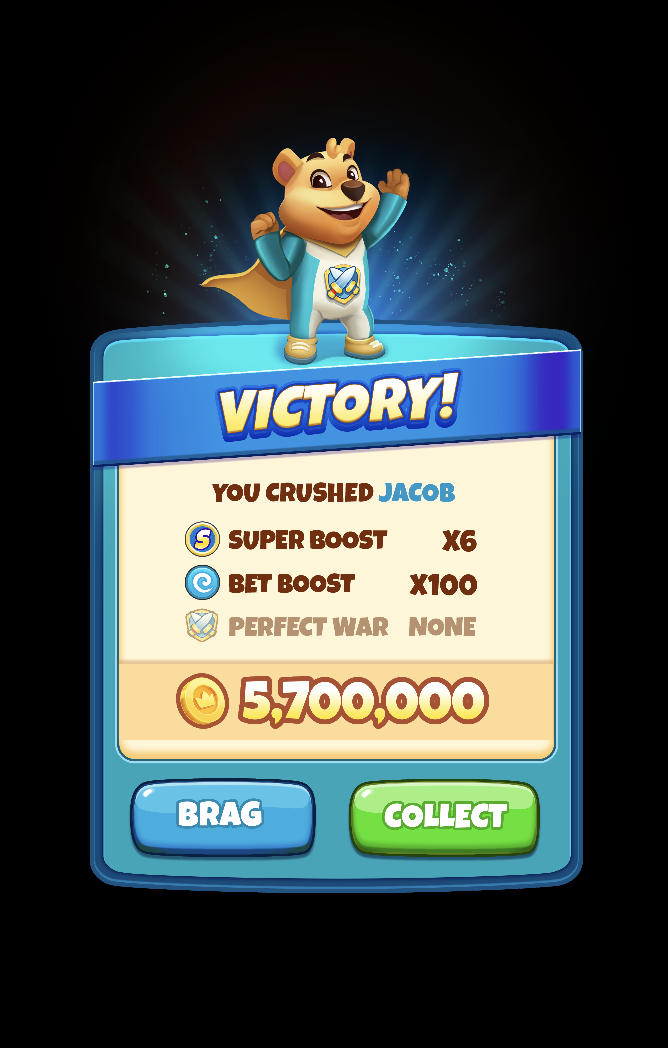 VICTORY!
YOU CRUSHED JACOB
S SUPER BOOST X6
BET BOOST X100
PERFECT WAR NONE
5,700,000
BRAG COLLECT